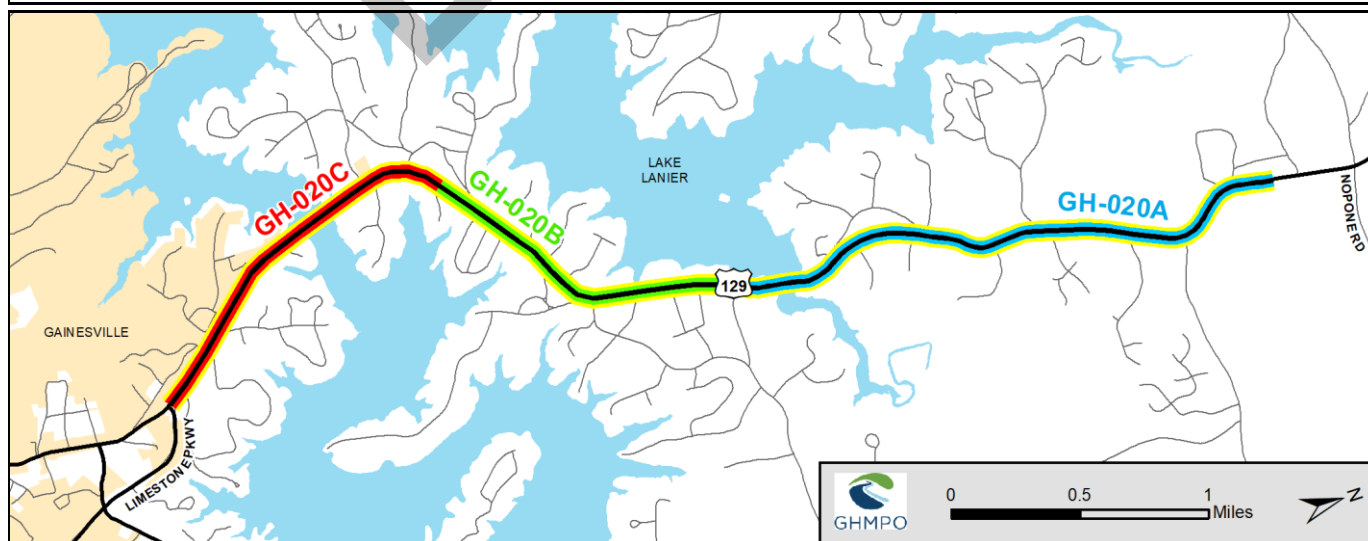 GH-020C
GH-020B
LAKE
LANIER
GH-020A
NOPONE RD
129
GAINESVILLE
LIMESTONE PKWY
GHMPO
0 0.5 1
Miles
N